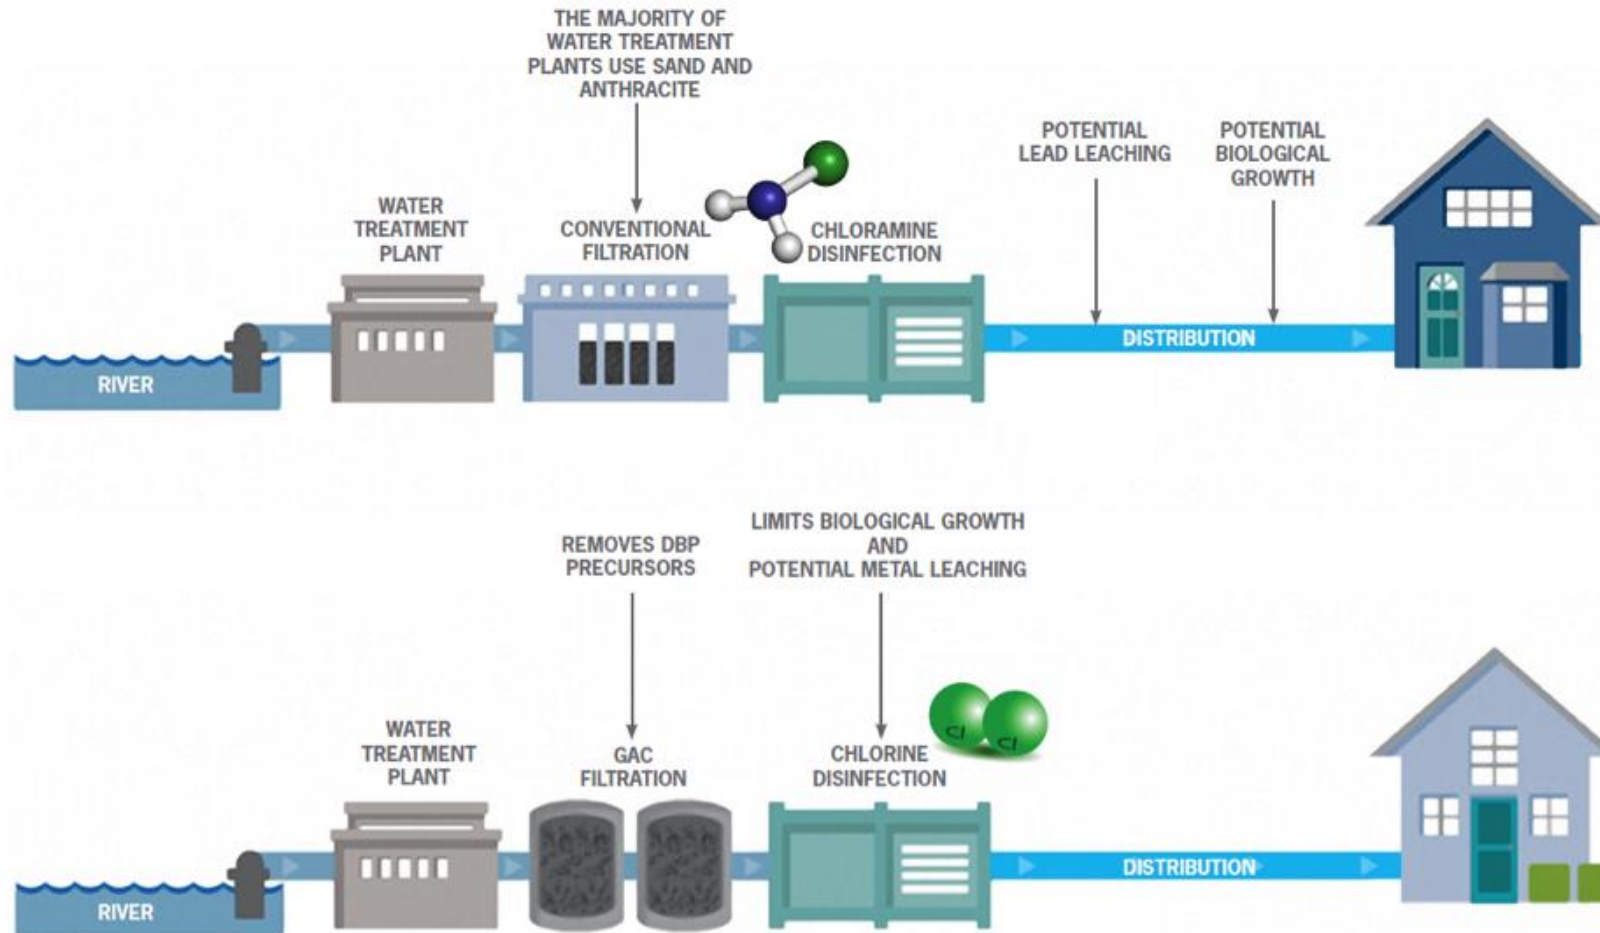 THE MAJORITY OF
WATER TREATMENT
PLANTS USE SAND AND
ANTHRACITE
POTENTIAL
LEAD LEACHING
POTENTIAL
BIOLOGICAL
GROWTH
WATER
TREATMENT
PLANT
CONVENTIONAL
FILTRATION
CHLORAMINE
DISINFECTION
DISTRIBUTION
RIVER
LIMITS BIOLOGICAL GROWTH
AND
POTENTIAL METAL LEACHING
REMOVES DBP
PRECURSORS
WATER
TREATMENT
PLANT
GAC
FILTRATION
CHLORINE
DISINFECTION
Cl
Cl
DISTRIBUTION
RIVER